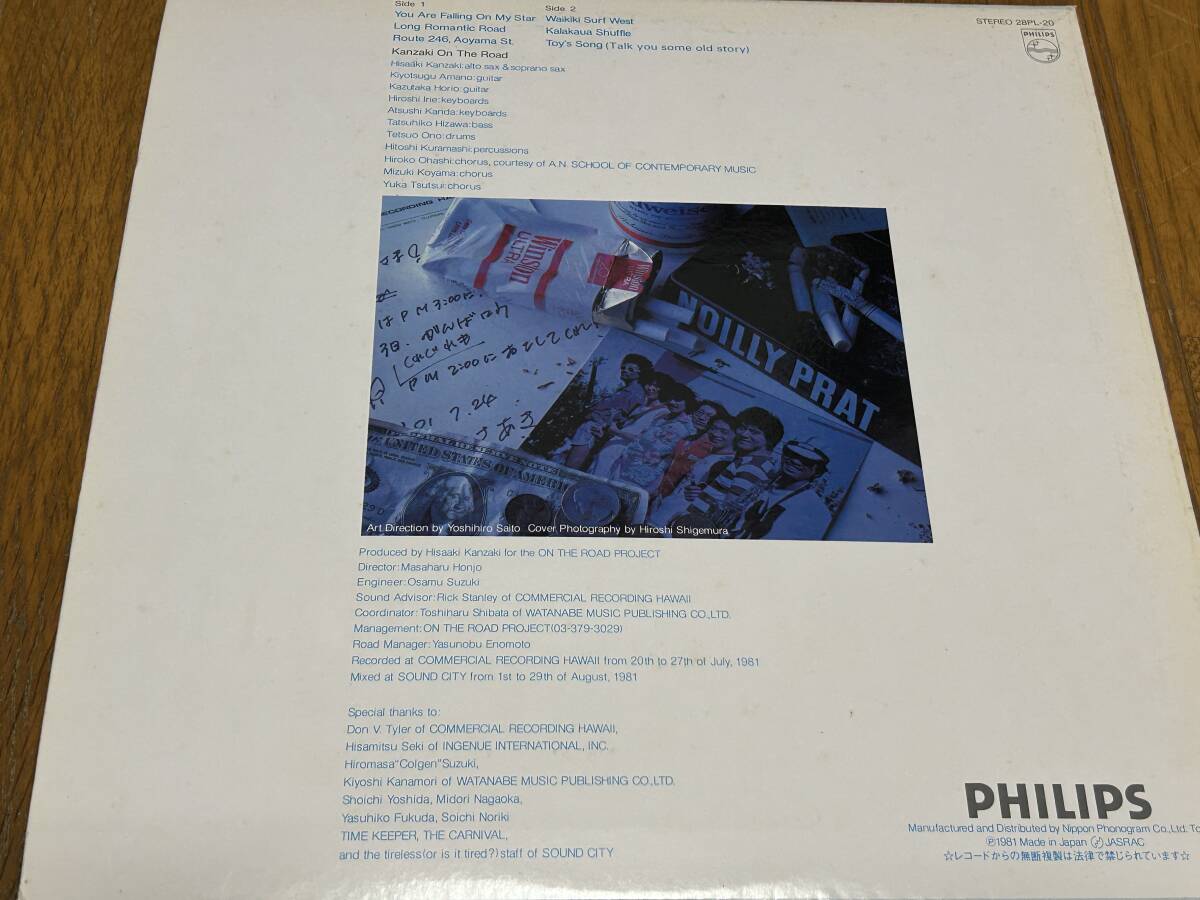 Side 1
You Are Falling On My Star
Long Romantic Road
Route 246, Aoyama St.
Side 2
Waikiki Surf West
Kalakaua Shuffle
Toy's Song (Talk you some old story)
STEREO 28PL-20
PHILIPS
Kanzaki On The Road
Hisaaki Kanzaki:alto sax & soprano sax
Kiyotsugu Amano:guitar
Kazutaka Horio:guitar
Hiroshi Irie:keyboards
Atsushi Kanda:keyboards
Tatsuhiko Hizawa:bass
Tetsuo Ono:drums
Hitoshi Kuramashi:percussions
Hiroko Ohashi:chorus, courtesy of A.N. SCHOOL OF CONTEMPORARY MUSIC
Mizuki Koyama:chorus
Yuka Tsutsui:chorus
Winston
ULTRA
Winston
NOILLY PRAT
は PM 3:00に
PM 2:00に
7.24
THE UNITED STATES OF AMERI
Art Direction by Yoshihiro Saito Cover Photography by Hiroshi Shigemura
Produced by Hisaaki Kanzaki for the ON THE ROAD PROJECT
Director:Masaharu Honjo
Engineer:Osamu Suzuki
Sound Advisor:Rick Stanley of COMMERCIAL RECORDING HAWAII
Coordinator:Toshiharu Shibata of WATANABE MUSIC PUBLISHING CO.,LTD.
Management:ON THE ROAD PROJECT(03-379-3029)
Road Manager:Yasunobu Enomoto
Recorded at COMMERCIAL RECORDING HAWAII from 20th to 27th of July, 1981
Mixed at SOUND CITY from 1st to 29th of August, 1981
Special thanks to:
Don V. Tyler of COMMERCIAL RECORDING HAWAII,
Hisamitsu Seki of INGENUE INTERNATIONAL, INC.
Hiromasa“Colgen”Suzuki,
Kiyoshi Kanamori of WATANABE MUSIC PUBLISHING CO.,LTD.
Shoichi Yoshida, Midori Nagaoka,
Yasuhiko Fukuda, Soichi Noriki
TIME KEEPER, THE CARNIVAL,
and the tireless(or is it tired?)staff of SOUND CITY
PHILIPS
Manufactured and Distributed by Nippon Phonogram Co.,Ltd. To
Ⓟ1981 Made in Japan JASRAC
☆レコードからの無断複製は法律で禁じられています☆